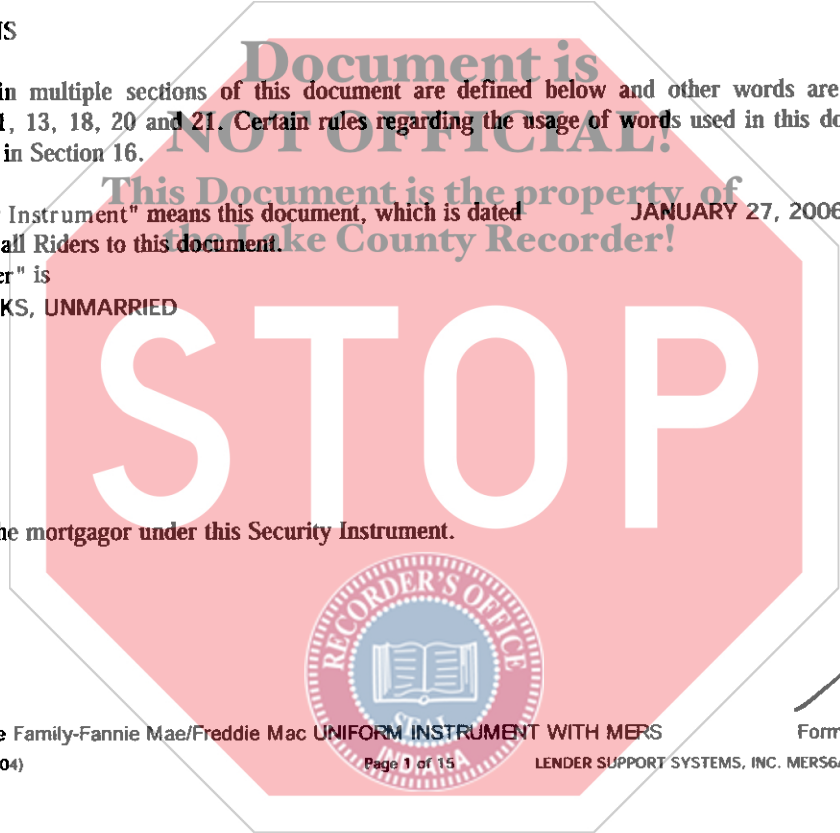 NS
Document is
in multiple sections of this document are defined below and other words are
1, 13, 18, 20 and 21. Certain rules regarding the usage of words used in this do
NOT OFFICIAL!
in Section 16.
This Document is the property of
Instrument" means this document, which is dated JANUARY 27, 2006
all Riders to this document.
the Lake County Recorder!
er" is
KS, UNMARRIED
STOP
he mortgagor under this Security Instrument.
RECORDER'S OFFICE
SEAL
INDIANA
e Family-Fannie Mae/Freddie Mac UNIFORM INSTRUMENT WITH MERS Form
04) Page 1 of 15 LENDER SUPPORT SYSTEMS, INC. MERS6